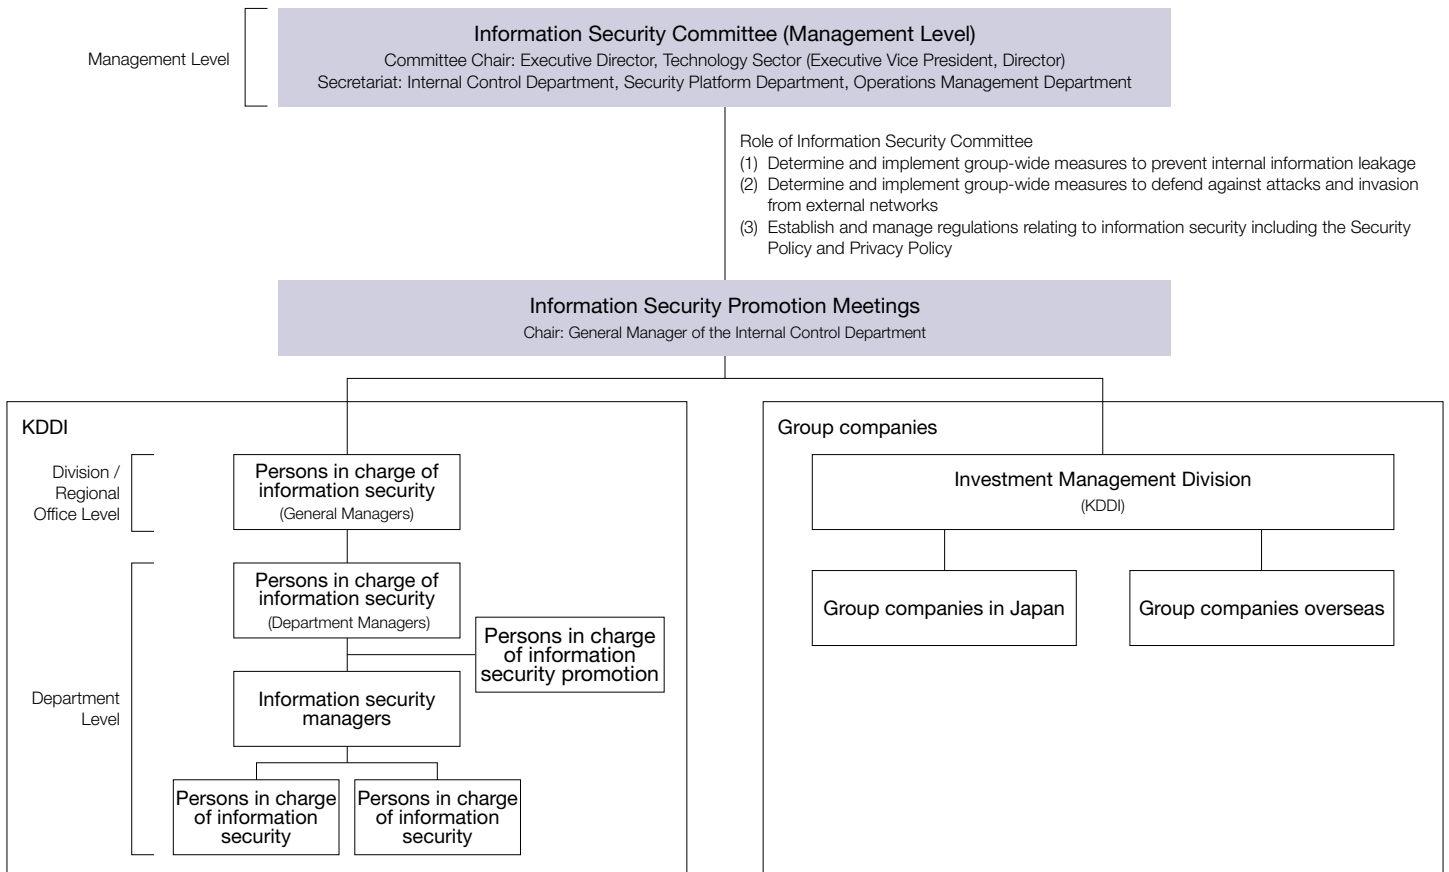 Management Level
Information Security Committee (Management Level)
Committee Chair: Executive Director, Technology Sector (Executive Vice President, Director)
Secretariat: Internal Control Department, Security Platform Department, Operations Management Department
Role of Information Security Committee
(1) Determine and implement group-wide measures to prevent internal information leakage
(2) Determine and implement group-wide measures to defend against attacks and invasion
from external networks
(3) Establish and manage regulations relating to information security including the Security
Policy and Privacy Policy
Information Security Promotion Meetings
Chair: General Manager of the Internal Control Department
KDDI
Division /
Regional
Office Level
Persons in charge of
information security
(General Managers)
Department
Level
Persons in charge of
information security
(Department Managers)
Persons in charge
of information
security promotion
Information security
managers
Persons in charge
of information
security
Persons in charge
of information
security
Group companies
Investment Management Division
(KDDI)
Group companies in Japan
Group companies overseas